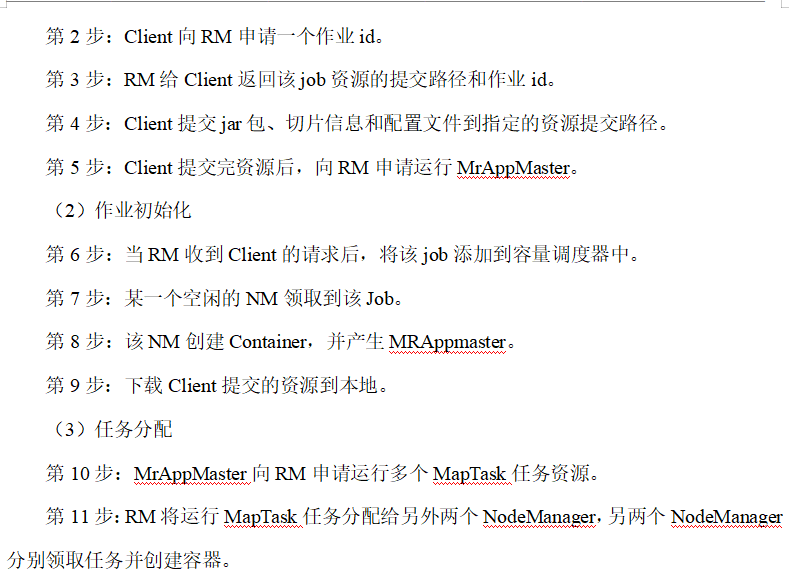 第 2 步：Client 向 RM 申请一个作业 id。
第 3 步：RM 给 Client 返回该 job 资源的提交路径和作业 id。
第 4 步：Client 提交 jar 包、切片信息和配置文件到指定的资源提交路径。
第 5 步：Client 提交完资源后，向 RM 申请运行 MrAppMaster。
（2）作业初始化
第 6 步：当 RM 收到 Client 的请求后，将该 job 添加到容量调度器中。
第 7 步：某一个空闲的 NM 领取到该 Job。
第 8 步：该 NM 创建 Container，并产生 MRAppmaster。
第 9 步：下载 Client 提交的资源到本地。
（3）任务分配
第 10 步：MrAppMaster 向 RM 申请运行多个 MapTask 任务资源。
第 11 步：RM 将运行 MapTask 任务分配给另外两个 NodeManager，另两个 NodeManager
分别领取任务并创建容器。